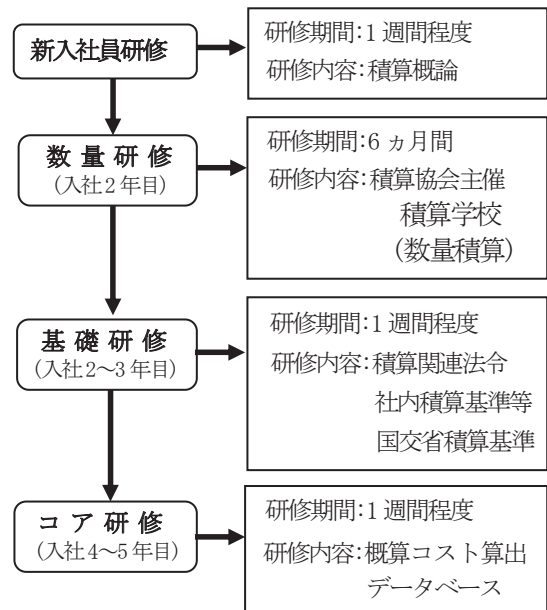 新入社員研修
研修期間:1週間程度
研修内容:積算概論
数量研修
(入社2年目)
研修期間:6ヵ月間
研修内容:積算協会主催
積算学校
(数量積算)
基礎研修
(入社2~3年目)
研修期間:1週間程度
研修内容:積算関連法令
社内積算基準等
国交省積算基準
コア研修
(入社4~5年目)
研修期間:1週間程度
研修内容:概算コスト算出
データベース